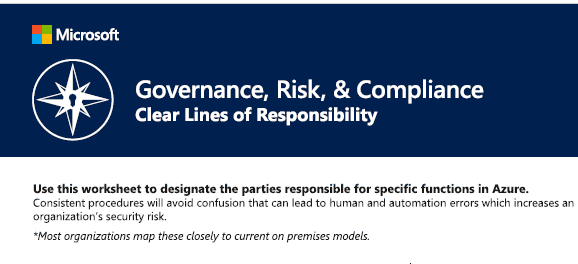 Microsoft
Governance, Risk, & Compliance
Clear Lines of Responsibility
Use this worksheet to designate the parties responsible for specific functions in Azure.
Consistent procedures will avoid confusion that can lead to human and automation errors which increases an
organization's security risk.
*Most organizations map these closely to current on premises models.